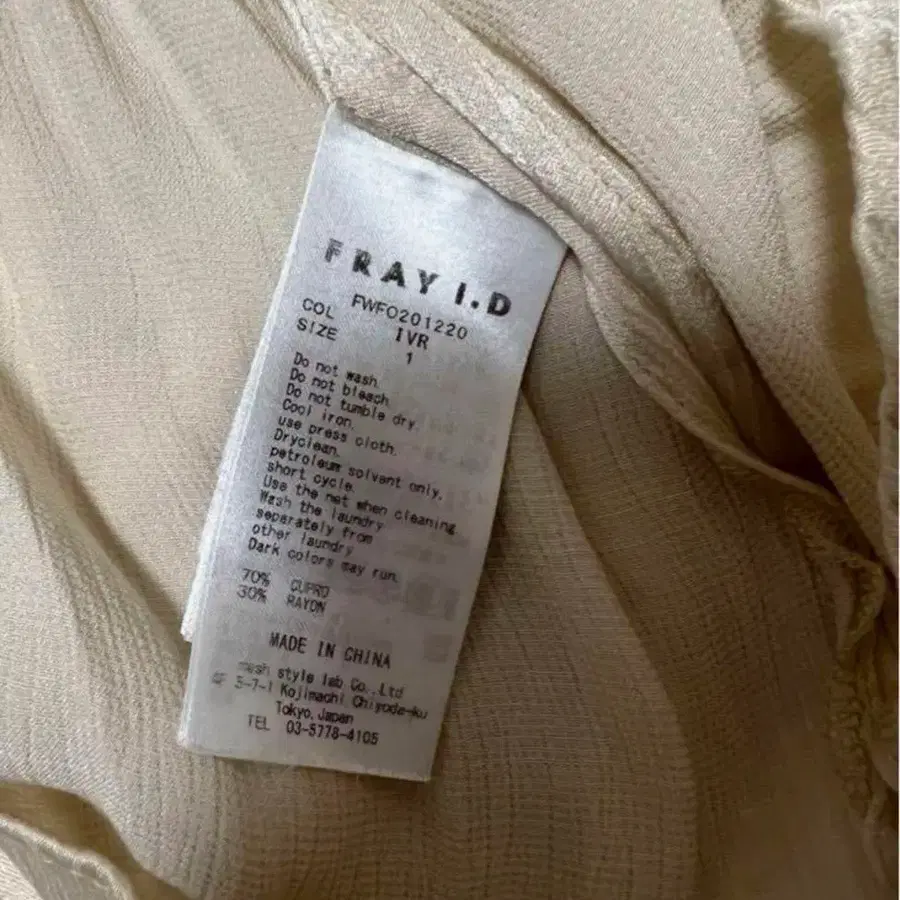 FRAY I.D
FWFO201220
COL IVR
SIZE 1
Do not wash.
Do not bleach.
Do not tumble dry.
Cool iron.
use press cloth.
Dryclean.
petroleum solvent only.
short cycle.
Use the net when cleaning.
Wash the laundry
separately from
other laundry
Dark colors may run.
70% CUPRO
30% RAYON
MADE IN CHINA
mash style lab Co.,Ltd
4F 5-7-1 Kojimachi Chiyoda-ku
Tokyo, Japan
TEL 03-5778-4105